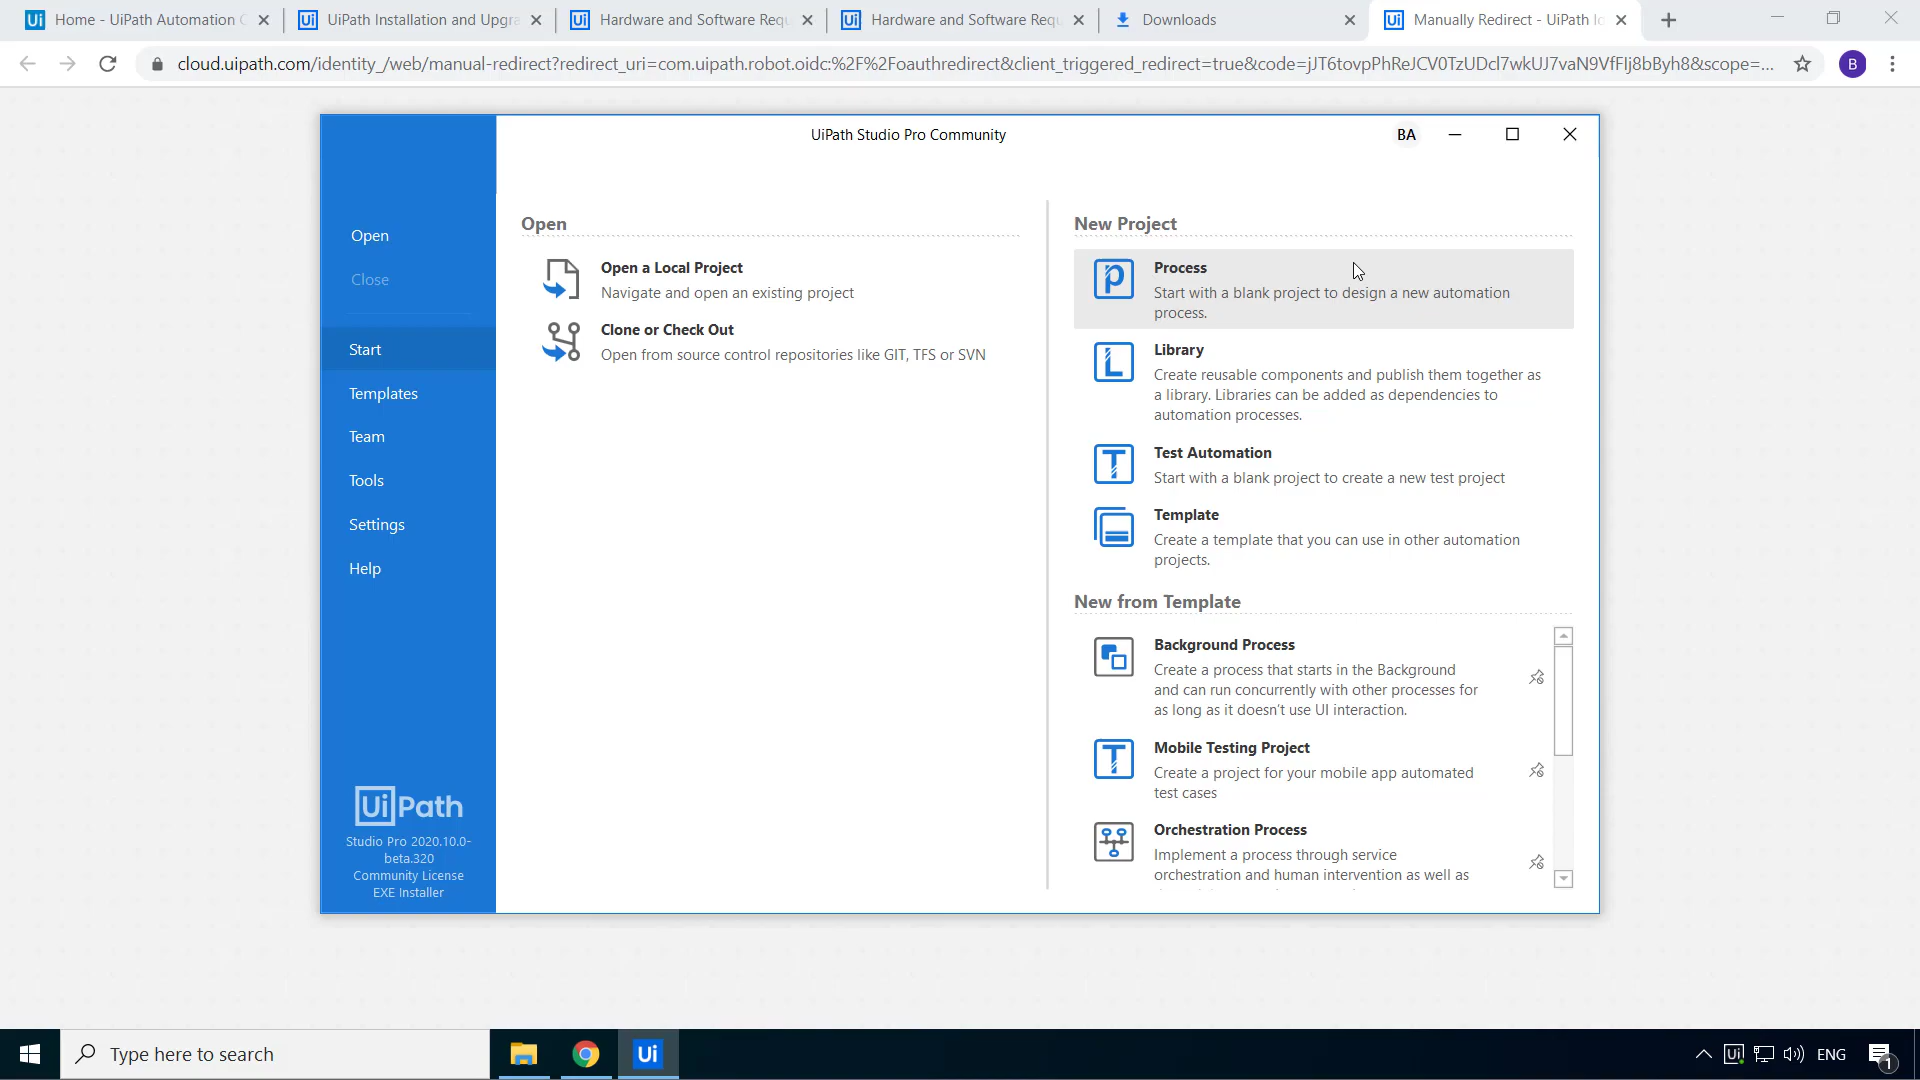 Home - UiPath Automation C
UiPath Installation and Upgra
Hardware and Software Requ
Hardware and Software Requ
Downloads
Manually Redirect - UiPath Io
cloud.uipath.com/identity_/web/manual-redirect?redirect_uri=com.uipath.robot.oidc:%2F%2Foauthredirect&client_triggered_redirect=true&code=jJT6tovpPhReJCV0TzUDcl7wkUJ7vaN9VfFIj8bByh8&scope=...
B
UiPath Studio Pro Community
BA
Open
Close
Start
Templates
Team
Tools
Settings
Help
UiPath
Studio Pro 2020.10.0-
beta.320
Community License
EXE Installer
Open
Open a Local Project
Navigate and open an existing project
Clone or Check Out
Open from source control repositories like GIT, TFS or SVN
New Project
Process
Start with a blank project to design a new automation
process.
Library
Create reusable components and publish them together as
a library. Libraries can be added as dependencies to
automation processes.
Test Automation
Start with a blank project to create a new test project
Template
Create a template that you can use in other automation
projects.
New from Template
Background Process
Create a process that starts in the Background
and can run concurrently with other processes for
as long as it doesn't use UI interaction.
Mobile Testing Project
Create a project for your mobile app automated
test cases
Orchestration Process
Implement a process through service
orchestration and human intervention as well as
Type here to search
Ui
ENG
1